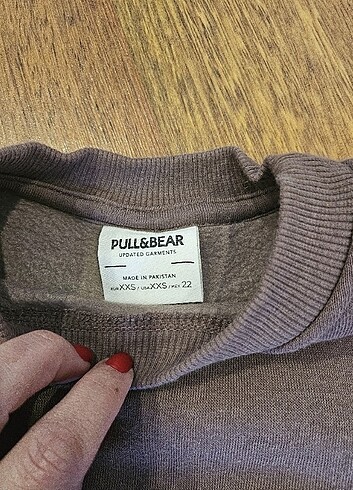 PULL&BEAR
UPDATED GARMENTS
MADE IN PAKISTAN
EUR XXS / USA XXS / MEX 22